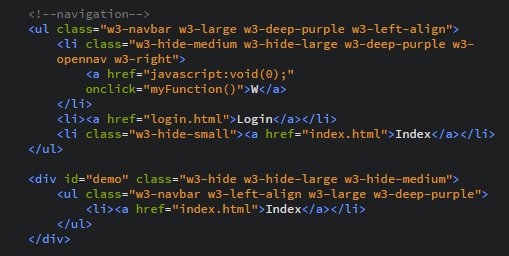 <!--navigation-->
<ul class="w3-navbar w3-large w3-deep-purple w3-left-align">
<li class="w3-hide-medium w3-hide-large w3-deep-purple w3-
opennav w3-right">
<a href="javascript:void(0);"
onclick="myFunction()">W</a>
</li>
<li><a href="login.html">Login</a></li>
<li class="w3-hide-small"><a href="index.html">Index</a></li>
</ul>
<div id="demo" class="w3-hide w3-hide-large w3-hide-medium">
<ul class="w3-navbar w3-left-align w3-large w3-deep-purple">
<li><a href="index.html">Index</a></li>
</ul>
</div>